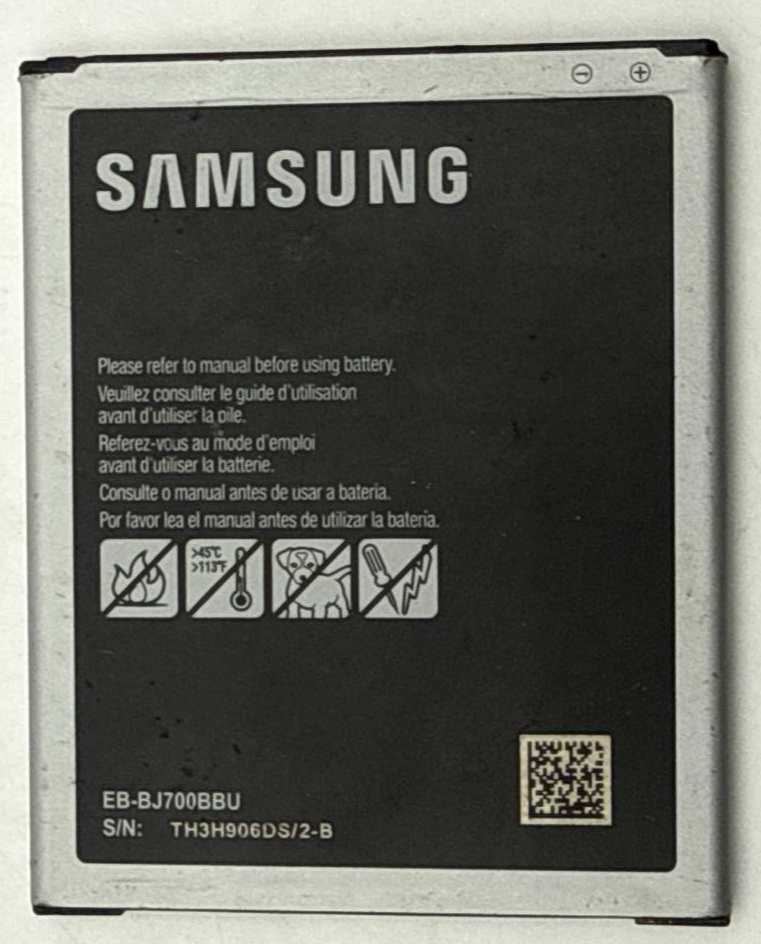 ⊖ ⊕
SAMSUNG
Please refer to manual before using battery.
Veuillez consulter le guide d'utilisation
avant d'utiliser la pile.
Referez-vous au mode d'emploi
avant d'utiliser la batterie.
Consulte o manual antes de usar a bateria.
Por favor lea el manual antes de utilizar la bateria.
>45°C
>113°F
EB-BJ700BBU
S/N: TH3H906DS/2-B